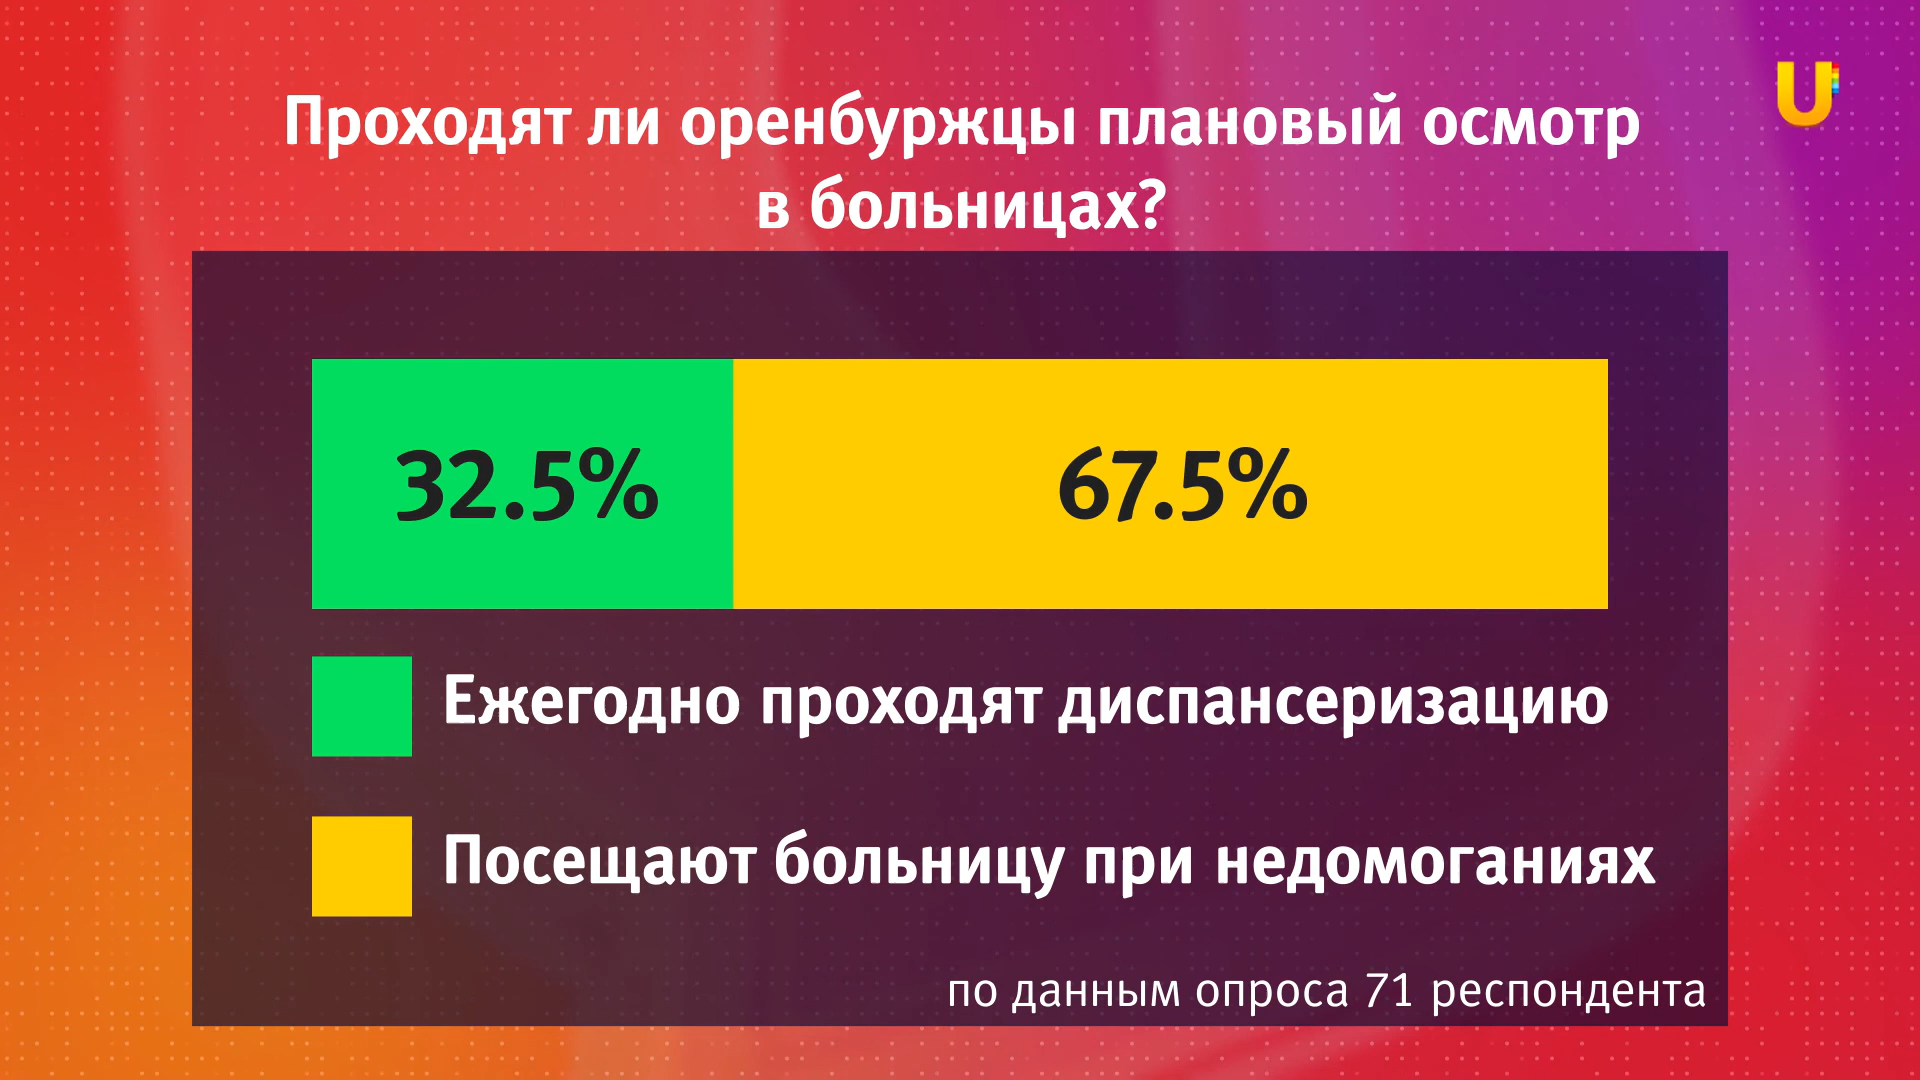 Проходят ли оренбуржцы плановый осмотр
в больницах?
U
32.5% 67.5%
Ежегодно проходят диспансеризацию
Посещают больницу при недомоганиях
по данным опроса 71 респондента